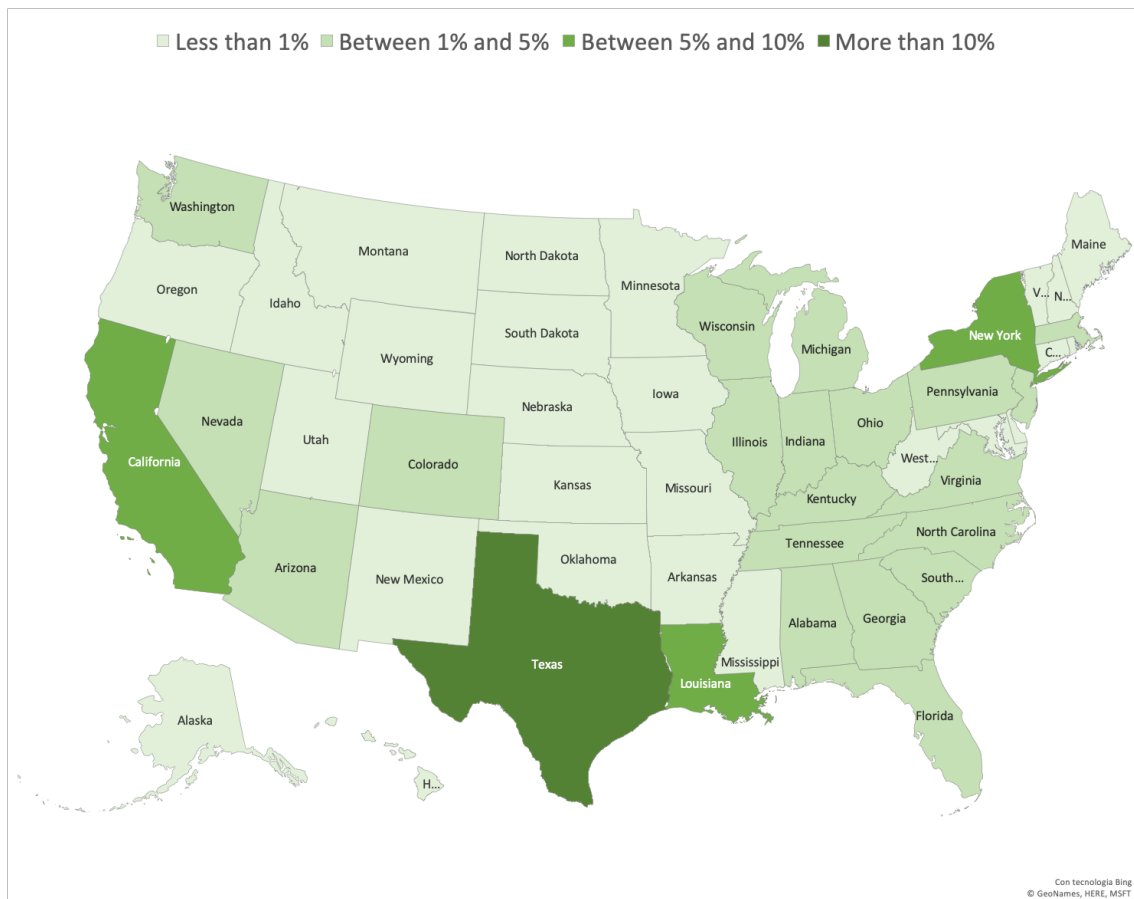 Less than 1% Between 1% and 5% Between 5% and 10% More than 10%
Washington
Montana
North Dakota
Minnesota
Maine
Oregon
Idaho
V...
N...
Wisconsin
South Dakota
New York
Michigan
C...
Wyoming
Pennsylvania
Iowa
Nebraska
Nevada
Ohio
Utah
Illinois
Indiana
California
Colorado
West...
Virginia
Kansas
Missouri
Kentucky
North Carolina
Tennessee
Oklahoma
Arizona
New Mexico
Arkansas
South ...
Alabama
Georgia
Texas
Mississippi
Louisiana
Florida
Alaska
H...
Con tecnologia Bing
© GeoNames, HERE, MSFT